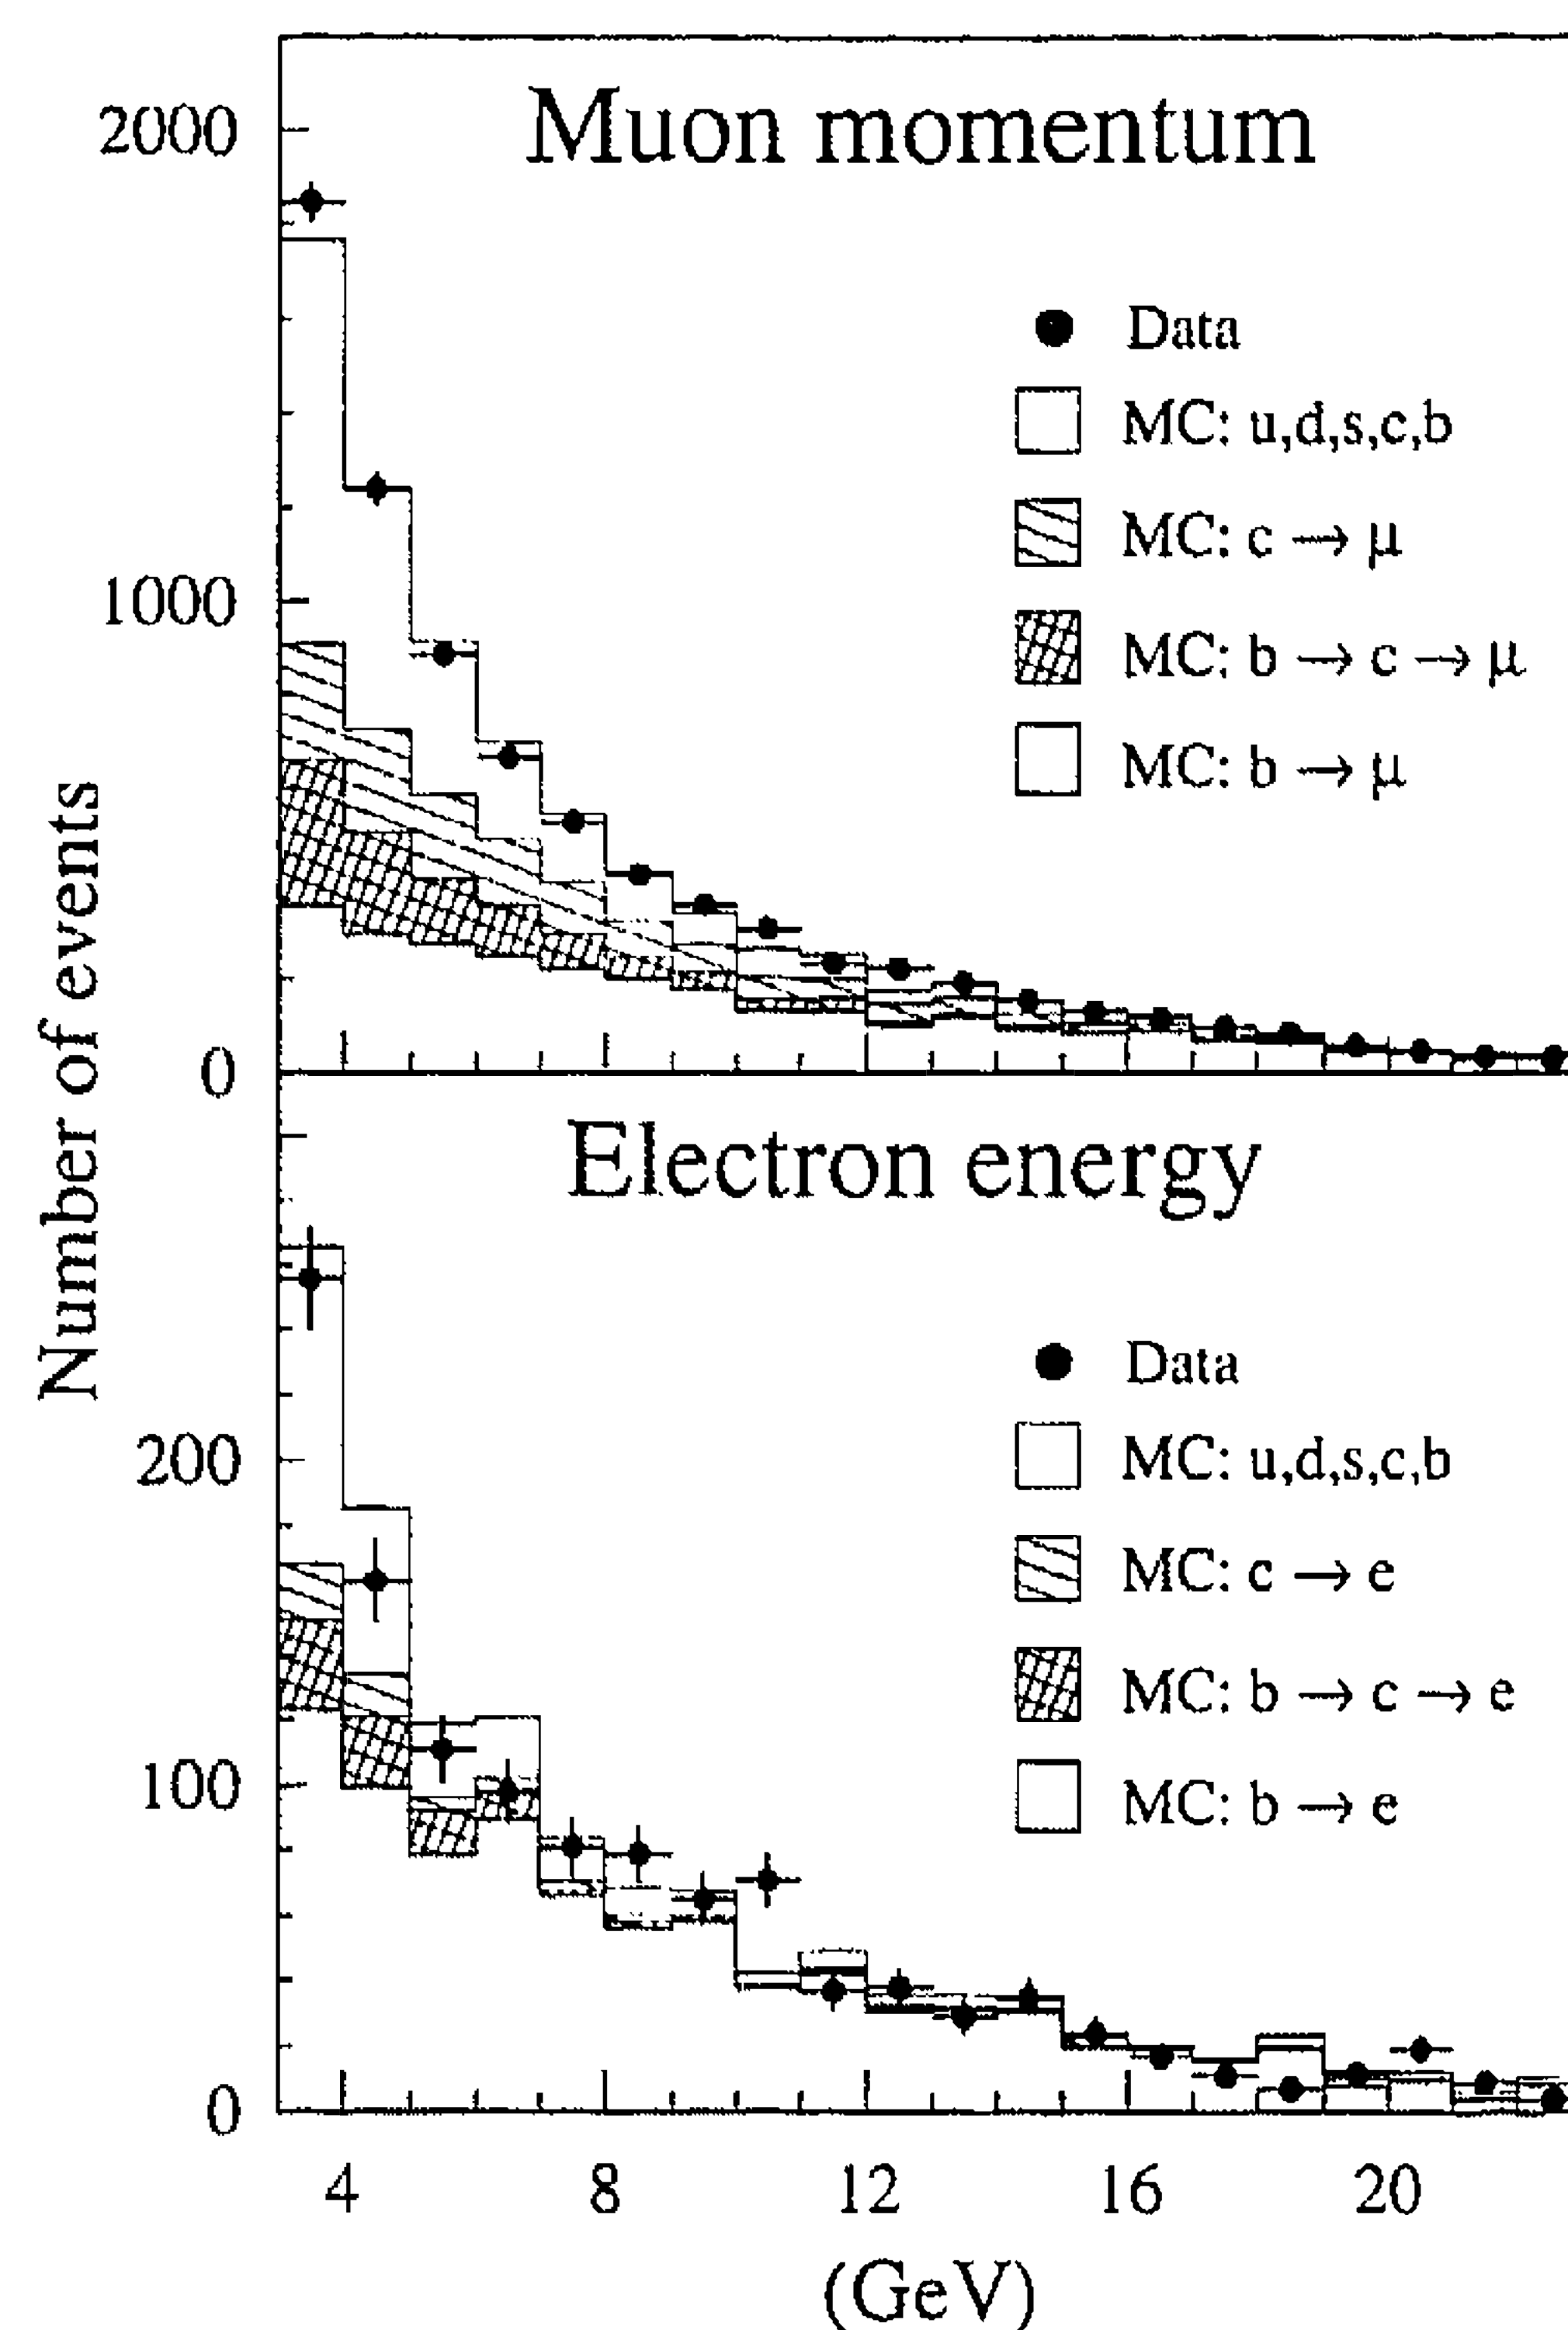 Number of events
Muon momentum
2000
1000
0
Data
MC: u,d,s,c,b
MC: c → μ
MC: b → c → μ
MC: b → μ
Electron energy
200
100
0
Data
MC: u,d,s,c,b
MC: c → e
MC: b → c → e
MC: b → e
4 8 12 16 20
(GeV)